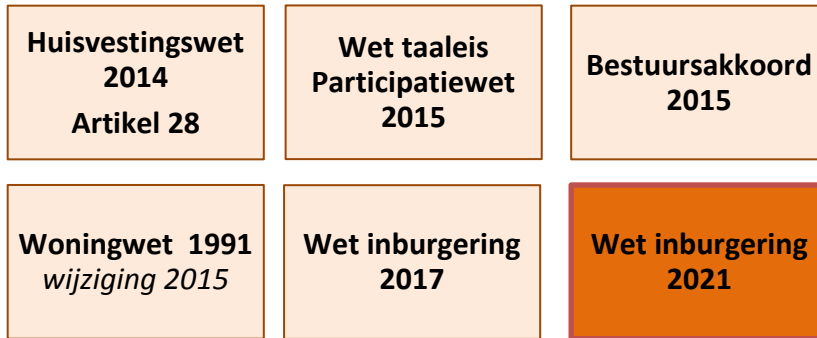 Huisvestingswet
2014
Artikel 28
Wet taaleis
Participatiewet
2015
Bestuursakkoord
2015
Woningwet 1991
wijziging 2015
Wet inburgering
2017
Wet inburgering
2021